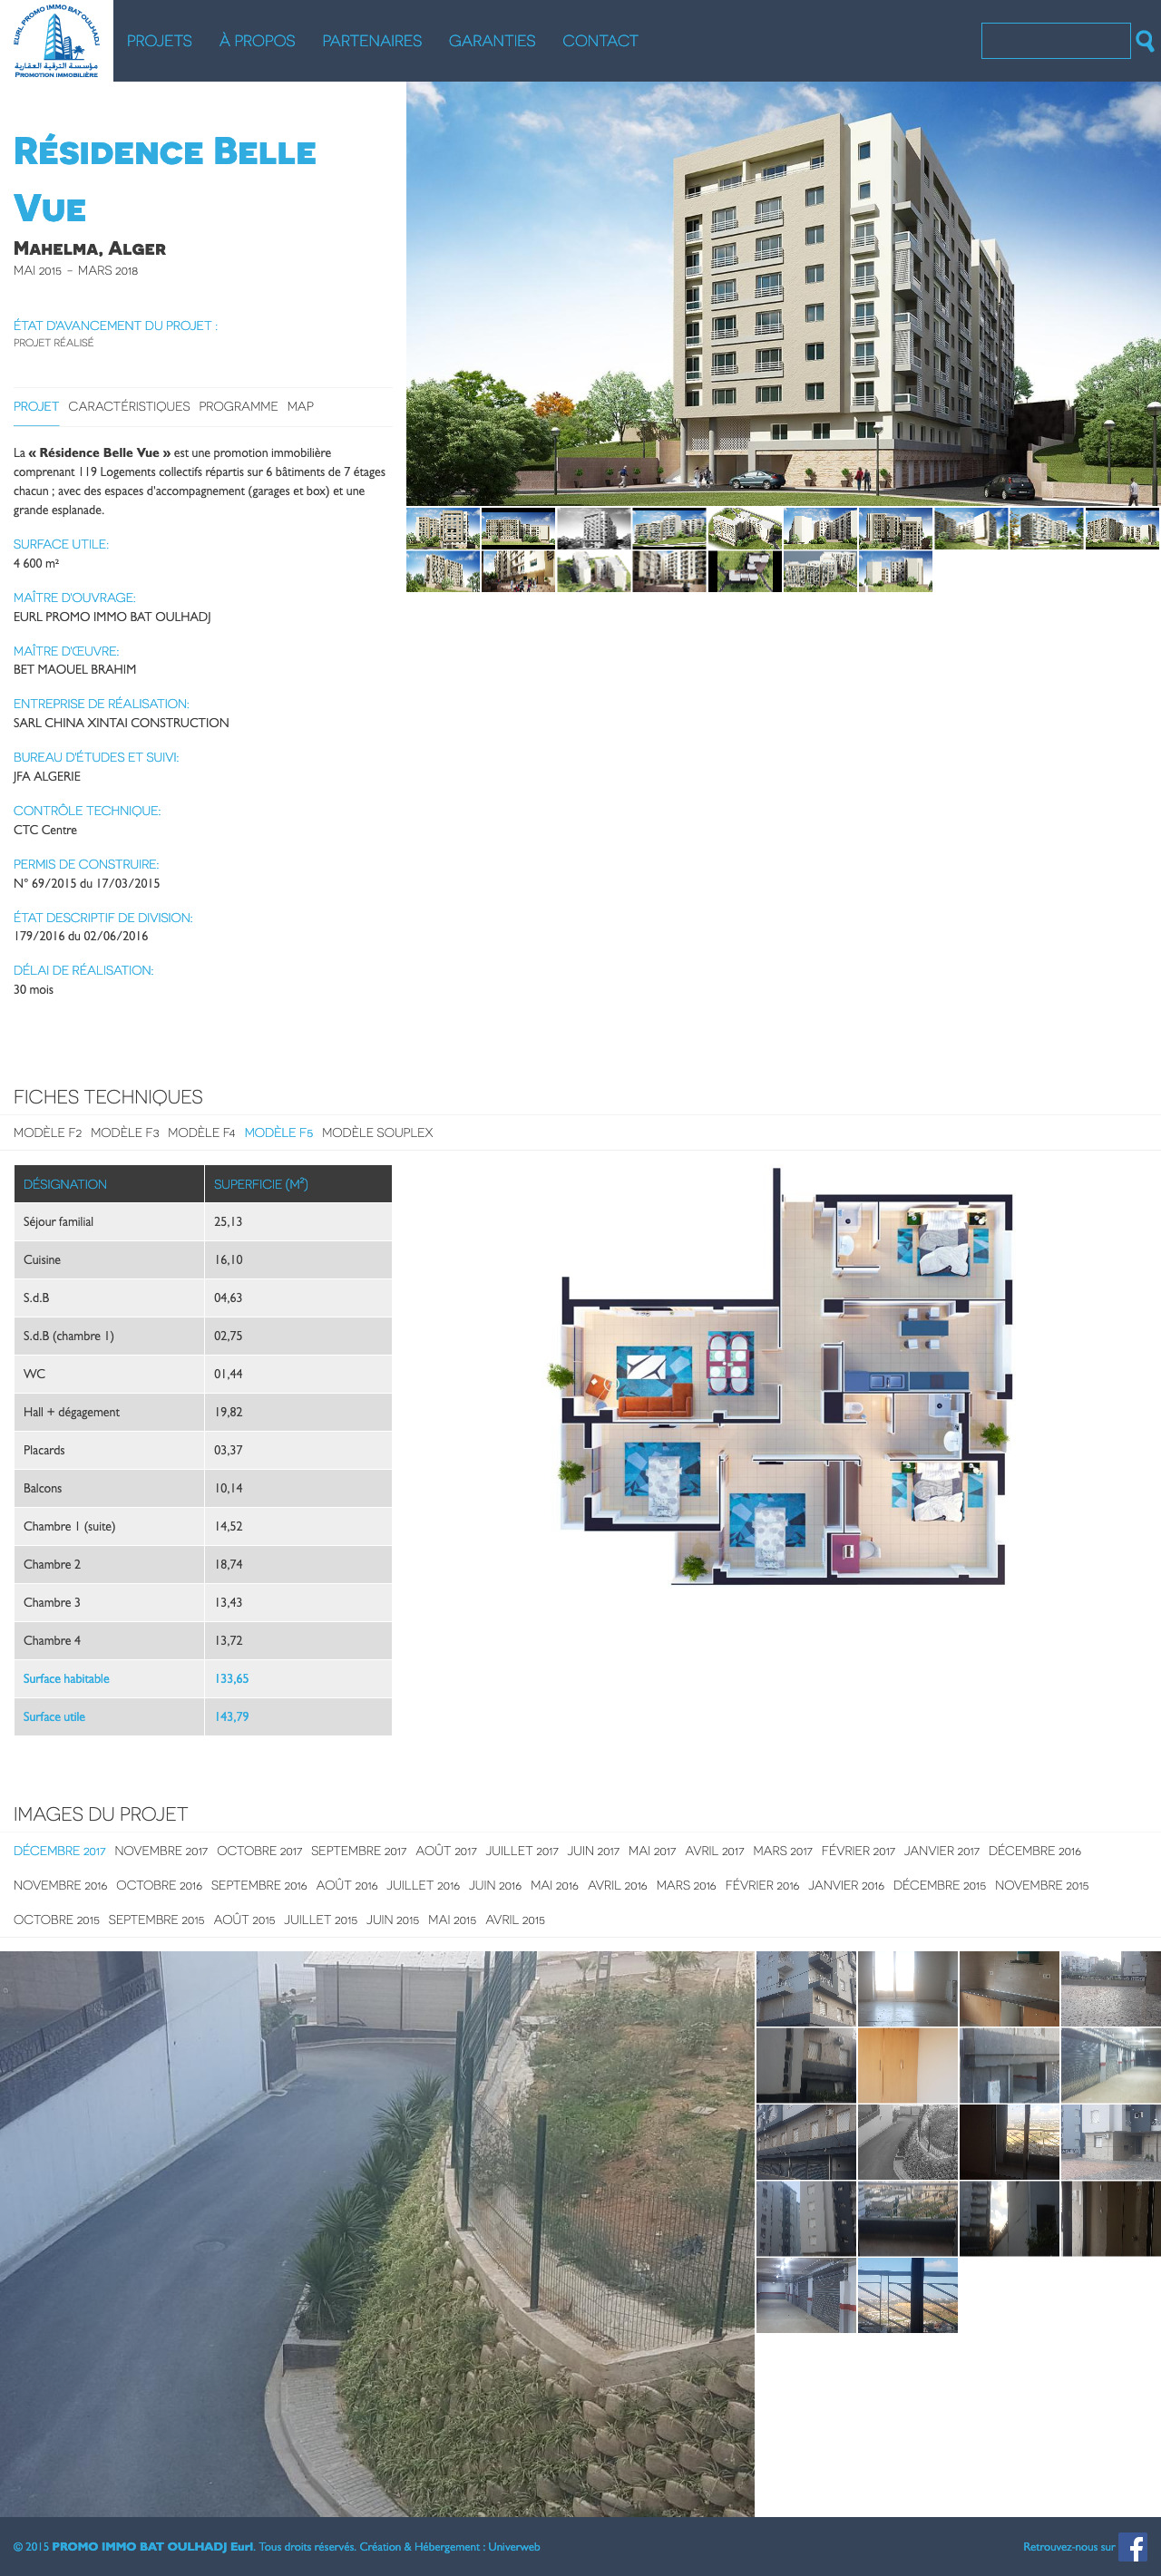 EURL PROMO IMMO BAT OULHADJ
مؤسسة الترقية العقارية
PROMOTION IMMOBILIÈRE
PROJETS À PROPOS PARTENAIRES GARANTIES CONTACT
RÉSIDENCE BELLE
VUE
MAHELMA, ALGER
MAI 2015 - MARS 2018
ÉTAT D'AVANCEMENT DU PROJET :
PROJET RÉALISÉ
PROJET CARACTÉRISTIQUES PROGRAMME MAP
La « Résidence Belle Vue » est une promotion immobilière
comprenant 119 Logements collectifs répartis sur 6 bâtiments de 7 étages
chacun ; avec des espaces d'accompagnement (garages et box) et une
grande esplanade.
SURFACE UTILE:
4 600 m²
MAÎTRE D'OUVRAGE:
EURL PROMO IMMO BAT OULHADJ
MAÎTRE D'ŒUVRE:
BET MAOUEL BRAHIM
ENTREPRISE DE RÉALISATION:
SARL CHINA XINTAI CONSTRUCTION
BUREAU D'ÉTUDES ET SUIVI:
JFA ALGERIE
CONTRÔLE TECHNIQUE:
CTC Centre
PERMIS DE CONSTRUIRE:
N° 69/2015 du 17/03/2015
ÉTAT DESCRIPTIF DE DIVISION:
179/2016 du 02/06/2016
DÉLAI DE RÉALISATION:
30 mois
FICHES TECHNIQUES
MODÈLE F2 MODÈLE F3 MODÈLE F4 MODÈLE F5 MODÈLE SOUPLEX
DÉSIGNATION SUPERFICIE (M²)
Séjour familial 25,13
Cuisine 16,10
S.d.B 04,63
S.d.B (chambre 1) 02,75
WC 01,44
Hall + dégagement 19,82
Placards 03,37
Balcons 10,14
Chambre 1 (suite) 14,52
Chambre 2 18,74
Chambre 3 13,43
Chambre 4 13,72
Surface habitable 133,65
Surface utile 143,79
IMAGES DU PROJET
DÉCEMBRE 2017 NOVEMBRE 2017 OCTOBRE 2017 SEPTEMBRE 2017 AOÛT 2017 JUILLET 2017 JUIN 2017 MAI 2017 AVRIL 2017 MARS 2017 FÉVRIER 2017 JANVIER 2017 DÉCEMBRE 2016
NOVEMBRE 2016 OCTOBRE 2016 SEPTEMBRE 2016 AOÛT 2016 JUILLET 2016 JUIN 2016 MAI 2016 AVRIL 2016 MARS 2016 FÉVRIER 2016 JANVIER 2016 DÉCEMBRE 2015 NOVEMBRE 2015
OCTOBRE 2015 SEPTEMBRE 2015 AOÛT 2015 JUILLET 2015 JUIN 2015 MAI 2015 AVRIL 2015
© 2015 PROMO IMMO BAT OULHADJ Eurl. Tous droits réservés. Création & Hébergement : Univerweb
Retrouvez-nous sur f